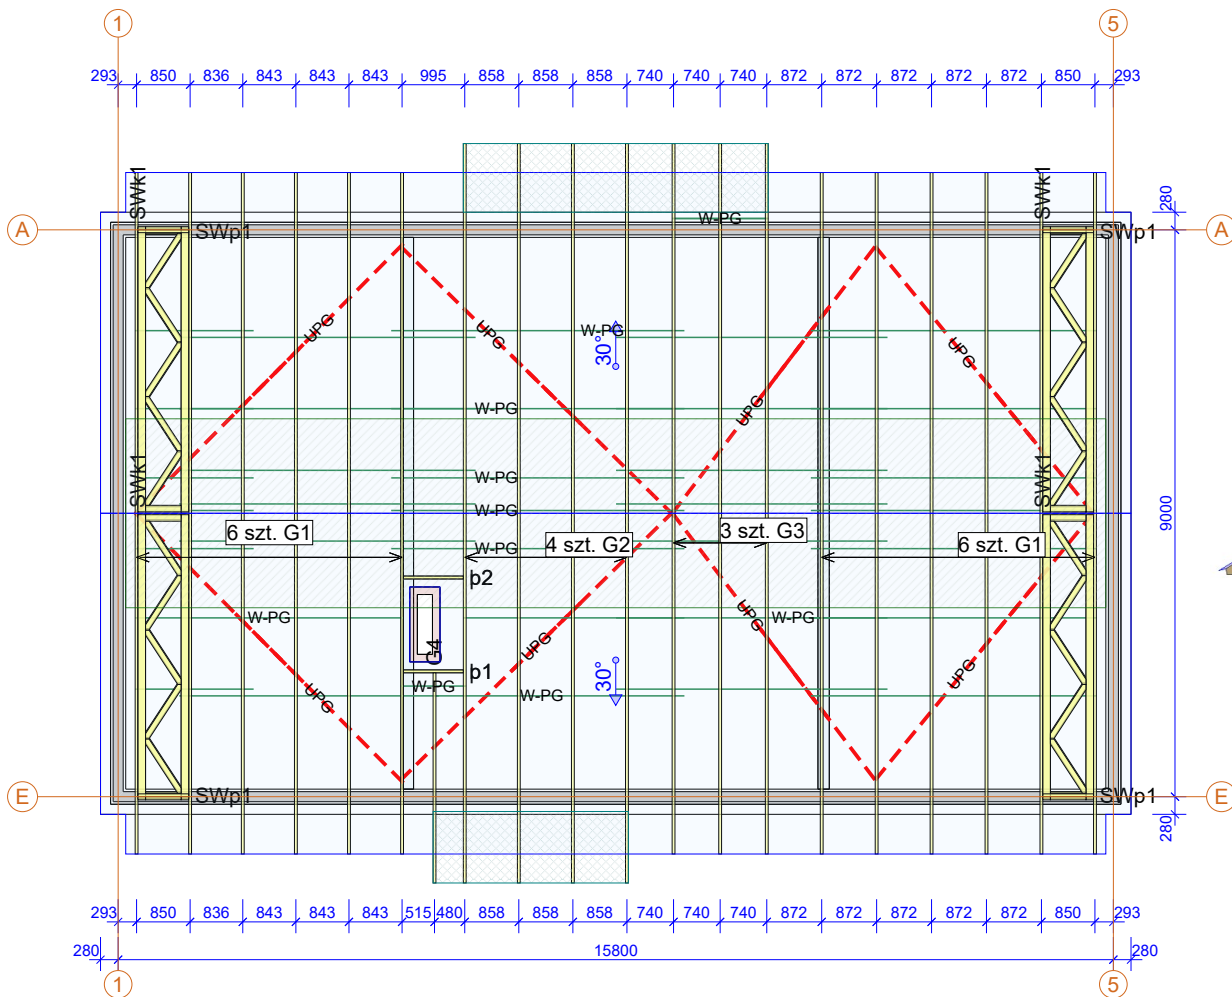 1 5
293 850 836 843 843 843 995 858 858 858 740 740 740 872 872 872 872 850 293
SWk1 SWk1
280
W-PG
A SWp1 SWp1 A
UPG UPG W-PG UPG
30°
UPG
W-PG
SWk1 W-PG SWk1
W-PG
9000
6 szt. G1 3 szt. G3
W-PG 4 szt. G2 6 szt. G1
p2
W-PG UPG W-PG
G4 UPG
p1 30° UPG
W-PG W-PG
UPG
E SWp1 SWp1 E
280
293 850 836 843 843 843 515 480 858 858 858 740 740 740 872 872 872 872 850 293
280 15800 280
1 5